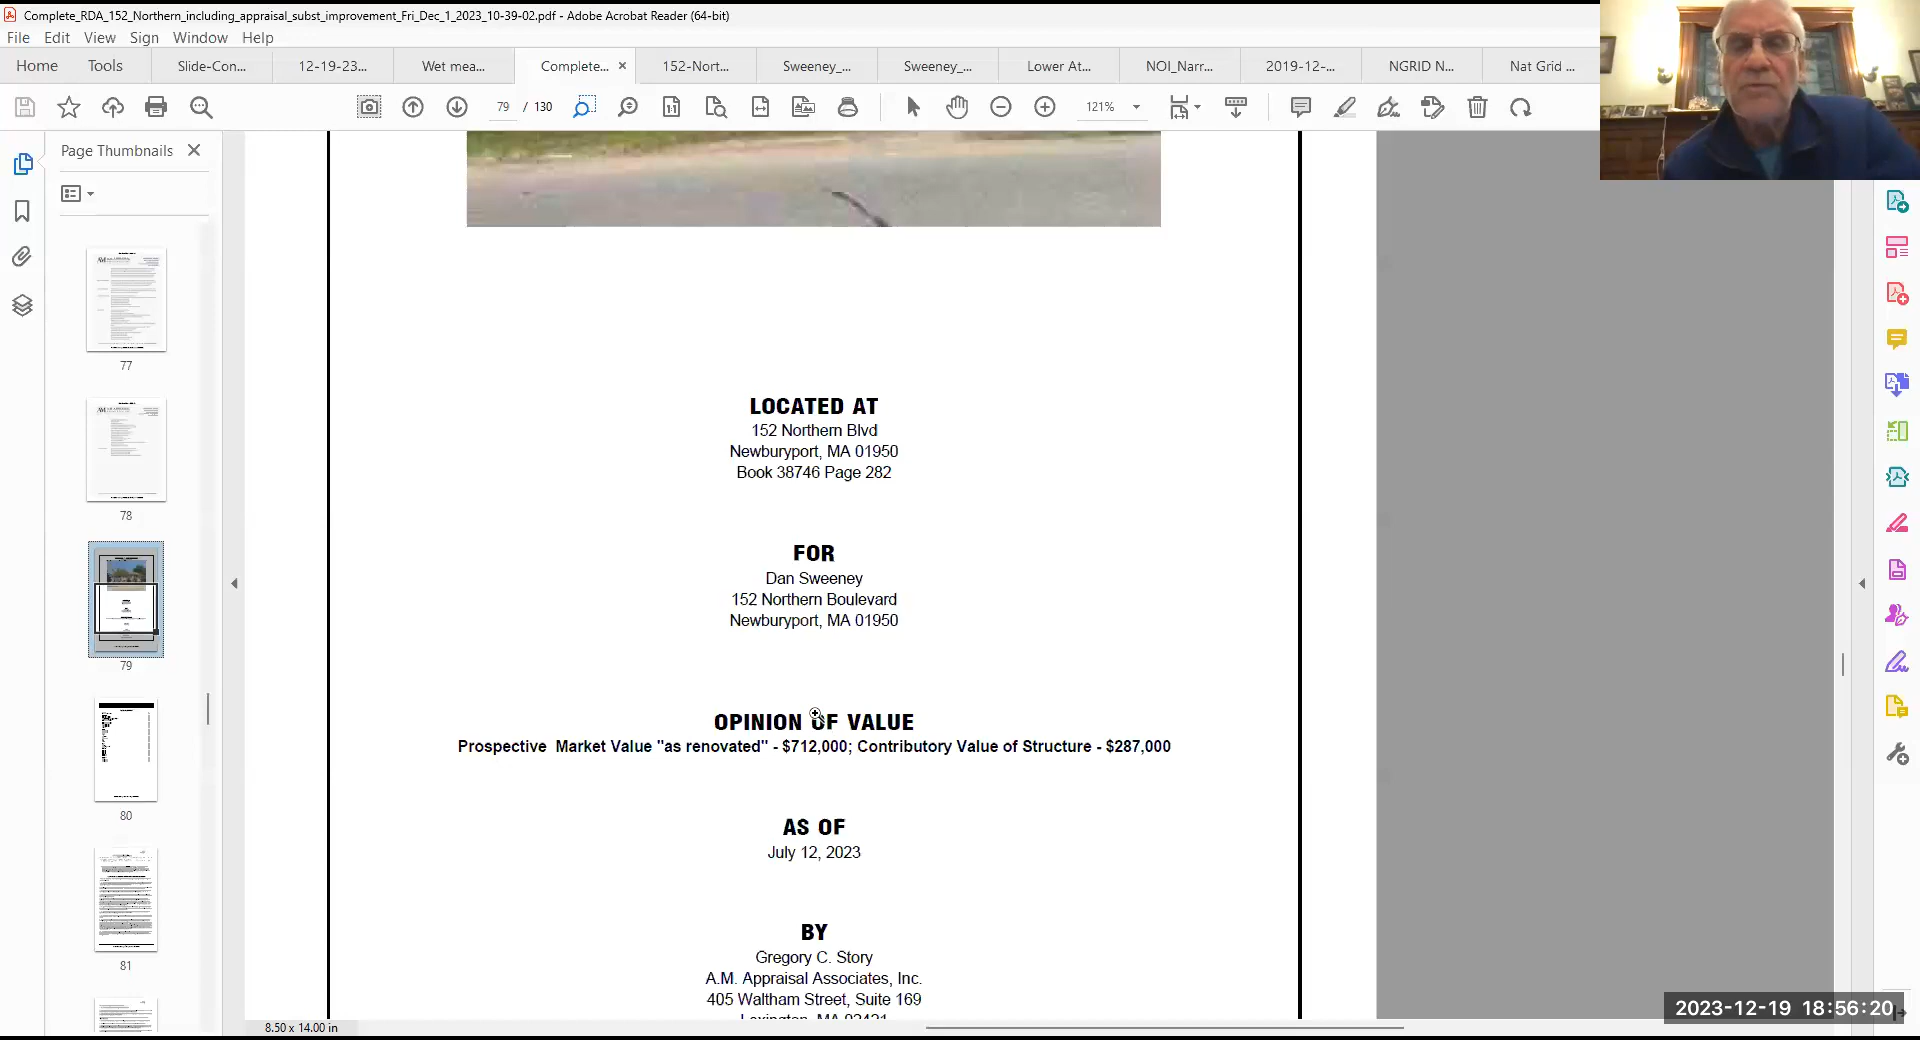 Complete_RDA_152_Northern_including_appraisal_subst_improvement_Fri_Dec_1_2023_10-39-02.pdf - Adobe Acrobat Reader (64-bit)
File Edit View Sign Window Help
Home Tools Slide-Con... 12-19-23... Wet mea... Complete... × 152-Nort... Sweeney_... Sweeney_... Lower At... NOI_Narr... 2019-12-... NGRID N... Nat Grid ...
79 / 130 121%
Page Thumbnails
77
78
79
80
81
LOCATED AT
152 Northern Blvd
Newburyport, MA 01950
Book 38746 Page 282
FOR
Dan Sweeney
152 Northern Boulevard
Newburyport, MA 01950
OPINION OF VALUE
Prospective Market Value "as renovated" - $712,000; Contributory Value of Structure - $287,000
AS OF
July 12, 2023
BY
Gregory C. Story
A.M. Appraisal Associates, Inc.
405 Waltham Street, Suite 169
Lexington, MA 02421
8.50 x 14.00 in
2023-12-19 18:56:20